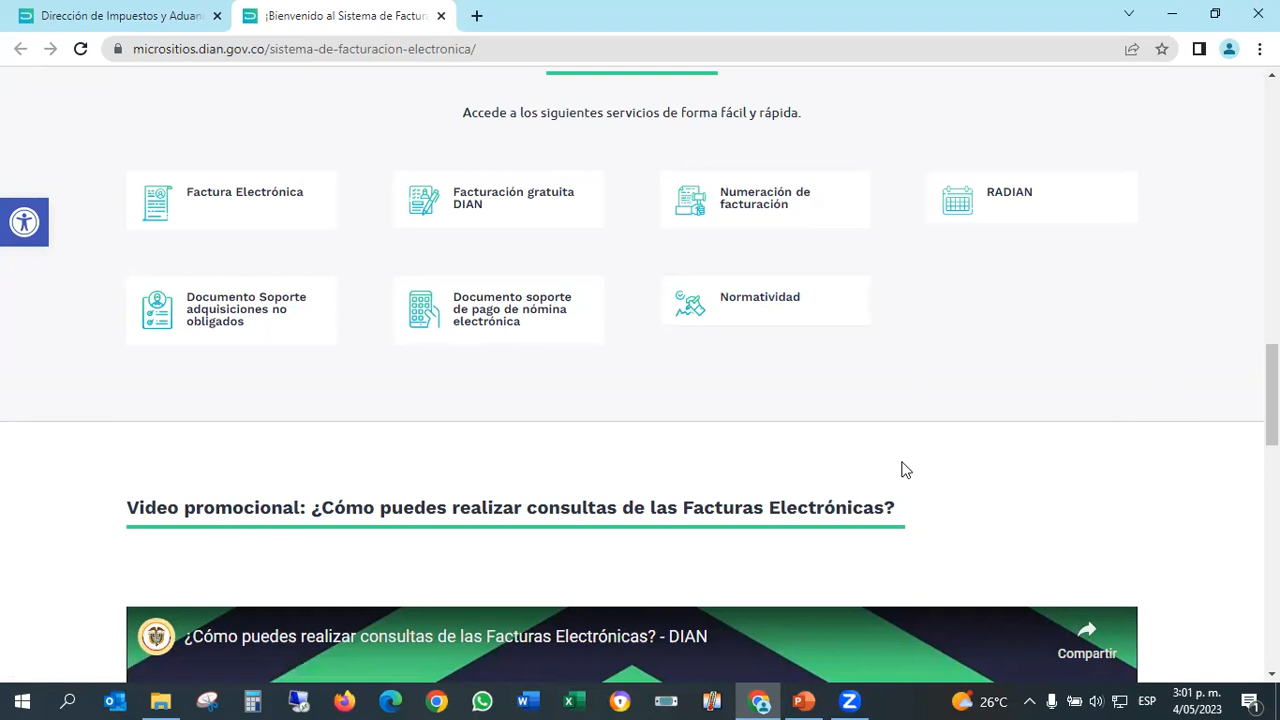 Dirección de Impuestos y Aduan
¡Bienvenido al Sistema de Factura
micrositios.dian.gov.co/sistema-de-facturacion-electronica/
Accede a los siguientes servicios de forma fácil y rápida.
Factura Electrónica
Facturación gratuita
DIAN
Numeración de
facturación
RADIAN
Documento Soporte
adquisiciones no
obligados
Documento soporte
de pago de nómina
electrónica
Normatividad
Video promocional: ¿Cómo puedes realizar consultas de las Facturas Electrónicas?
¿Cómo puedes realizar consultas de las Facturas Electrónicas? - DIAN
Compartir
26°C
ESP
3:01 p. m.
4/05/2023
1